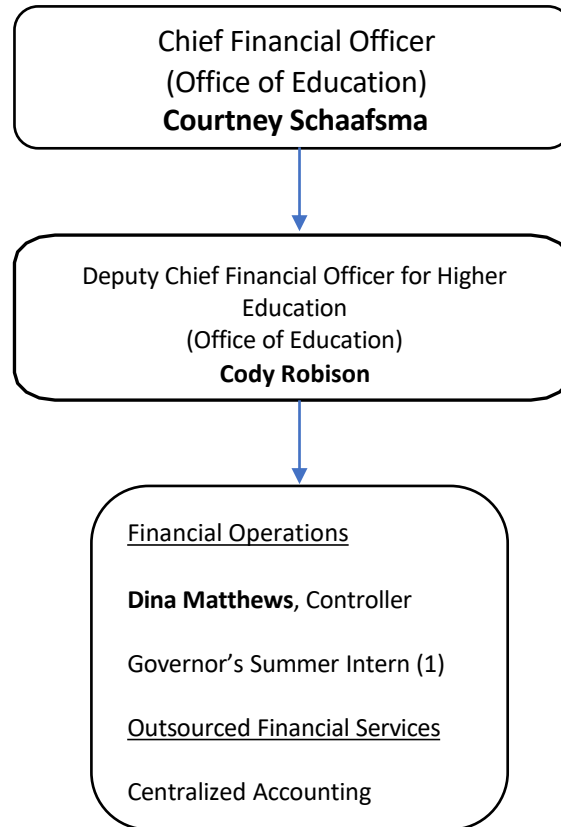 Chief Financial Officer
(Office of Education)
Courtney Schaafsma
Deputy Chief Financial Officer for Higher
Education
(Office of Education)
Cody Robison
Financial Operations
Dina Matthews, Controller
Governor’s Summer Intern (1)
Outsourced Financial Services
Centralized Accounting